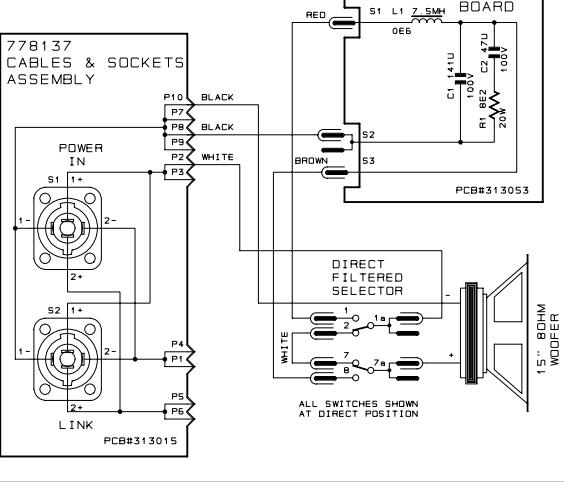 BOARD
RED
S1 L1 7.5MH
0E6
C1 141U
100V
C2 47U
100V
R1 8E2
20W
S2
BROWN
S3
PCB#313053
778137
CABLES & SOCKETS
ASSEMBLY
P10 BLACK
P7
P8 BLACK
P9
P2 WHITE
P3
POWER
IN
S1 1+
1- 2-
2+
S2 1+
1- 2-
2+
LINK
P4
P1
P5
P6
PCB#313015
DIRECT
FILTERED
SELECTOR
1 1a
2
WHITE
7 7a
8
-
+
15" 8OHM
WOOFER
ALL SWITCHES SHOWN
AT DIRECT POSITION